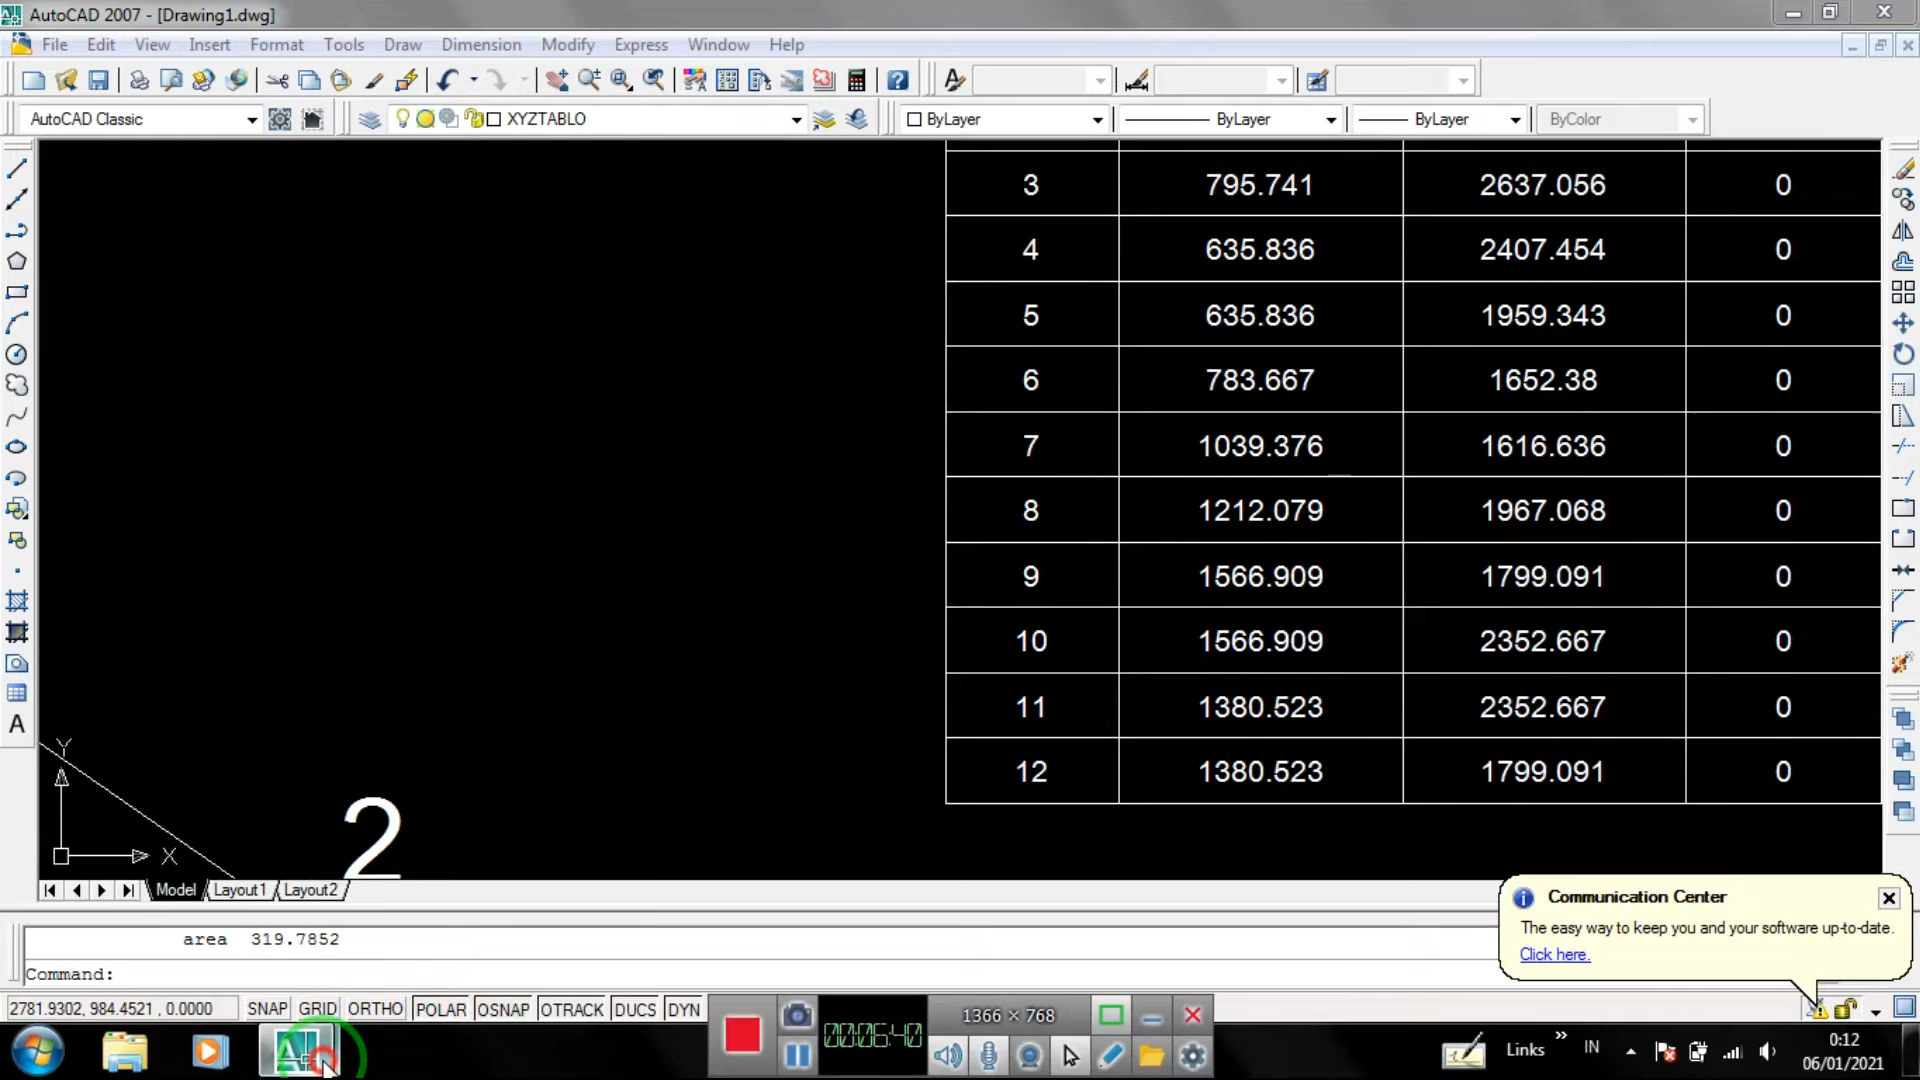 AutoCAD 2007 - [Drawing1.dwg]
File Edit View Insert Format Tools Draw Dimension Modify Express Window Help
AutoCAD Classic XYZTABLO ByLayer ByLayer ByLayer ByColor
3 795.741 2637.056 0
4 635.836 2407.454 0
5 635.836 1959.343 0
6 783.667 1652.38 0
7 1039.376 1616.636 0
8 1212.079 1967.068 0
9 1566.909 1799.091 0
10 1566.909 2352.667 0
11 1380.523 2352.667 0
12 1380.523 1799.091 0
Y
X
2
Model Layout1 Layout2
Communication Center
The easy way to keep you and your software up-to-date.
Click here.
area 319.7852
Command:
2781.9302, 984.4521 , 0.0000 SNAP GRID ORTHO POLAR OSNAP OTRACK DUCS DYN
1366 × 768
00:06:40
Links » IN
0:12
06/01/2021